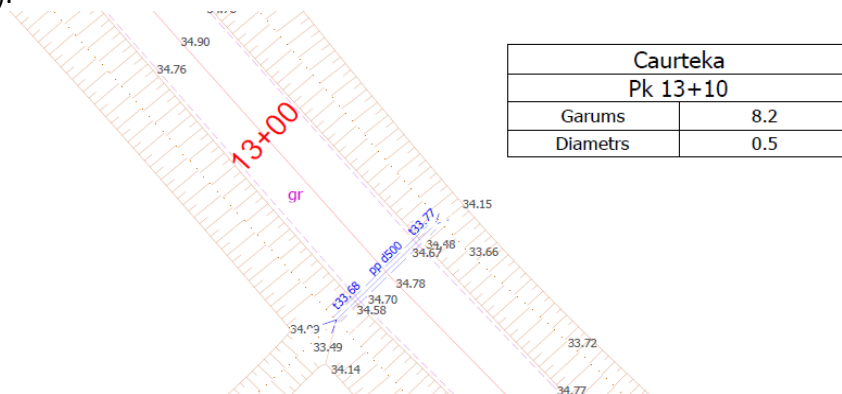 34.90
34.76
13+00
gr
Caurteka
Pk 13+10
Garums 8.2
Diametrs 0.5
34.15
t33.77
34.48
34.67
33.66
pp d500
34.78
t33.68
34.70
34.58
33.49
34.14
33.72
34.77